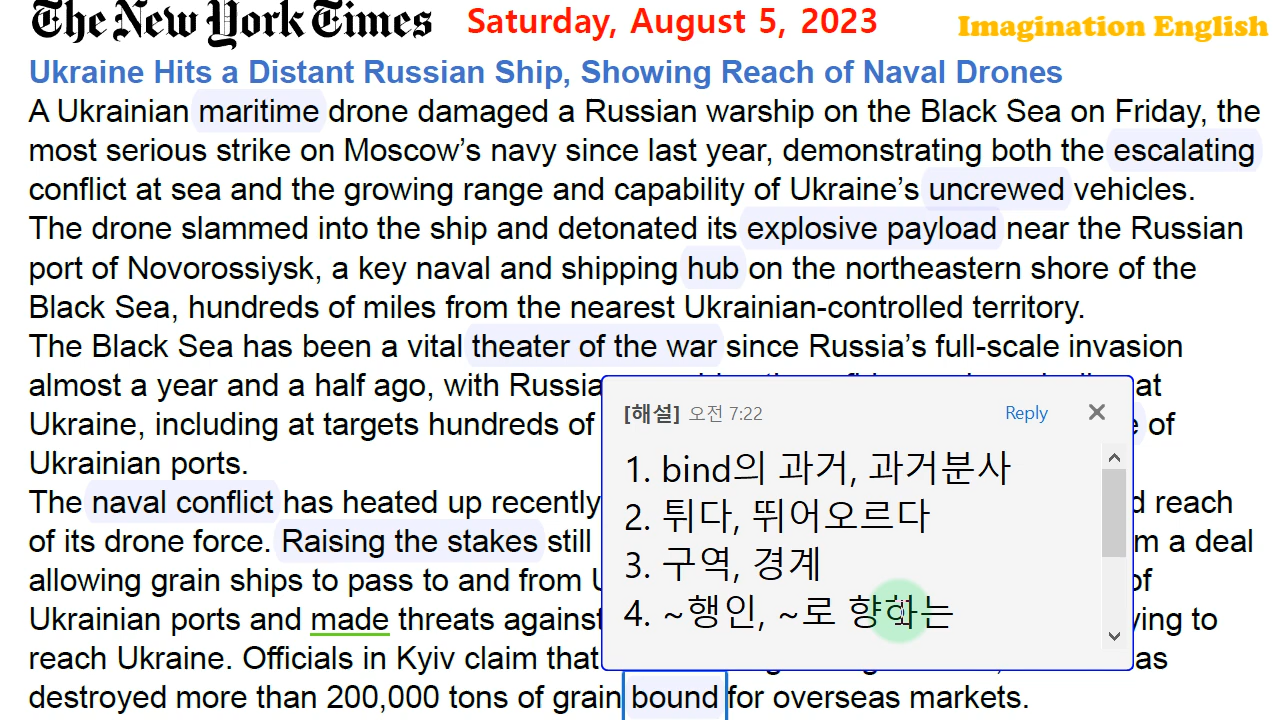 The New York Times
Saturday, August 5, 2023
Imagination English
Ukraine Hits a Distant Russian Ship, Showing Reach of Naval Drones
A Ukrainian maritime drone damaged a Russian warship on the Black Sea on Friday, the
most serious strike on Moscow's navy since last year, demonstrating both the escalating
conflict at sea and the growing range and capability of Ukraine's uncrewed vehicles.
The drone slammed into the ship and detonated its explosive payload near the Russian
port of Novorossiysk, a key naval and shipping hub on the northeastern shore of the
Black Sea, hundreds of miles from the nearest Ukrainian-controlled territory.
The Black Sea has been a vital theater of the war since Russia's full-scale invasion
almost a year and a half ago, with Russia at
Ukraine, including at targets hundreds of of
Ukrainian ports.
The naval conflict has heated up recently reach
of its drone force. Raising the stakes still a deal
allowing grain ships to pass to and from of
Ukrainian ports and made threats against to
reach Ukraine. Officials in Kyiv claim that as
destroyed more than 200,000 tons of grain bound for overseas markets.
[해설] 오전 7:22
Reply
1. bind의 과거, 과거분사
2. 튀다, 뛰어오르다
3. 구역, 경계
4. ~행인, ~로 향하는